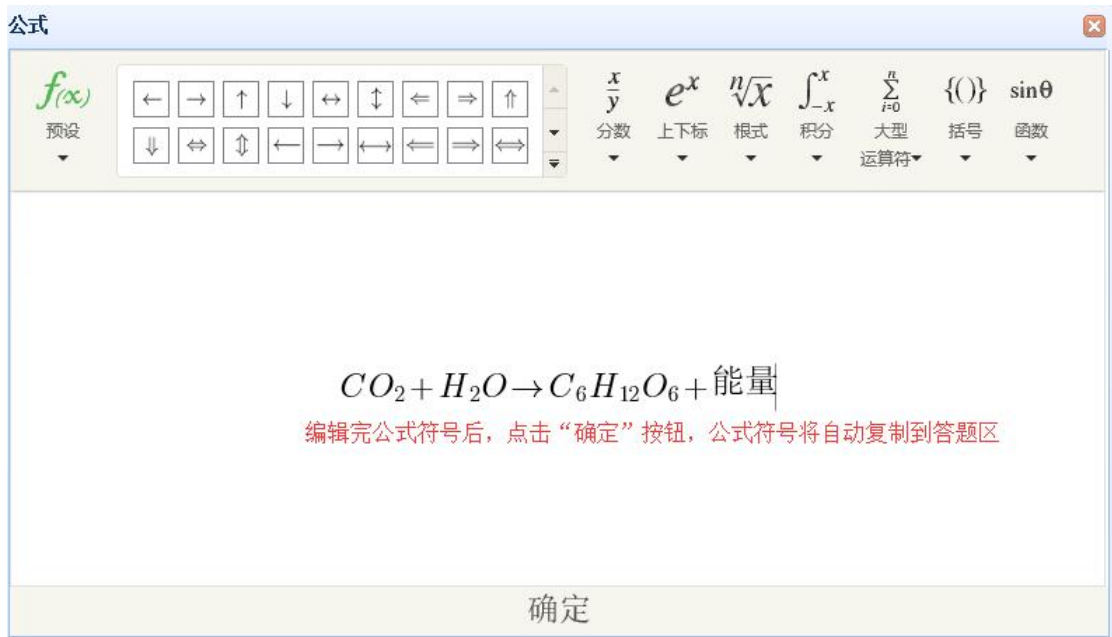 公式
f(x) 预设
← → ↑ ↓ ↔ ↕ ⇐ ⇒ ⇑
⇓ ⇔ ⇕ ⟵ ⟶ ⟷ ⟸ ⟹ ⟺
x/y 分数
eˣ 上下标
ⁿ√x 根式
∫₋ₓˣ 积分
∑ n i=0 大型
运算符
{()} 括号
sinθ 函数
CO₂+H₂O→C₆H₁₂O₆+能量
编辑完公式符号后，点击“确定”按钮，公式符号将自动复制到答题区
确定